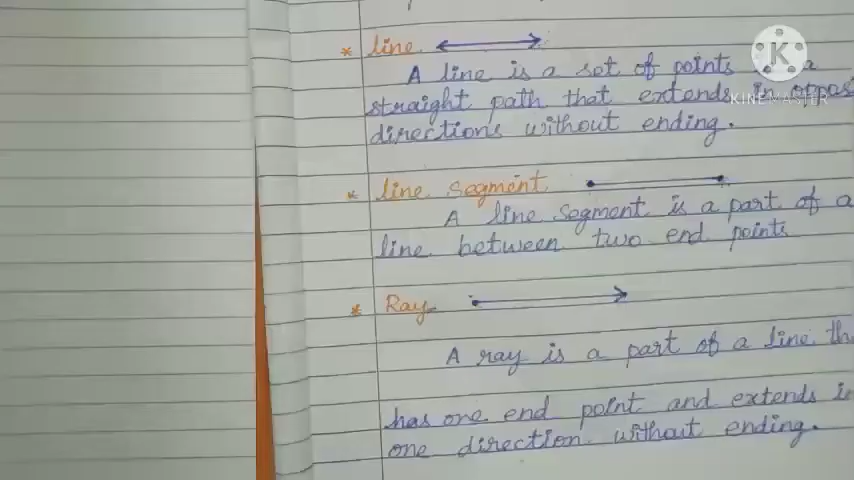 * line
A line is a set of points a
straight path that extends in oppos
directions without ending.
* line segment
A line segment is a part of a
line between two end points
* Ray
A ray is a part of a line th
has one end point and extends i
one direction without ending.
K
KINEMASTER